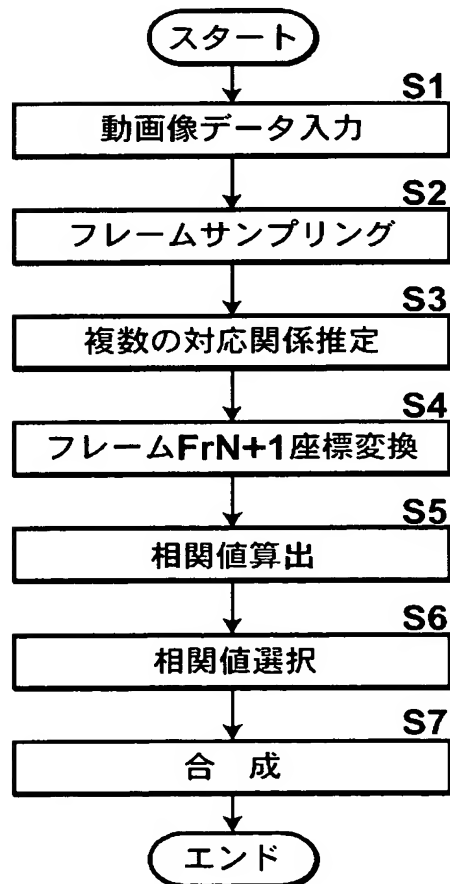 スタート
S1
動画像データ入力
S2
フレームサンプリング
S3
複数の対応関係推定
S4
フレームFrN+1座標変換
S5
相関値算出
S6
相関値選択
S7
合 成
エンド